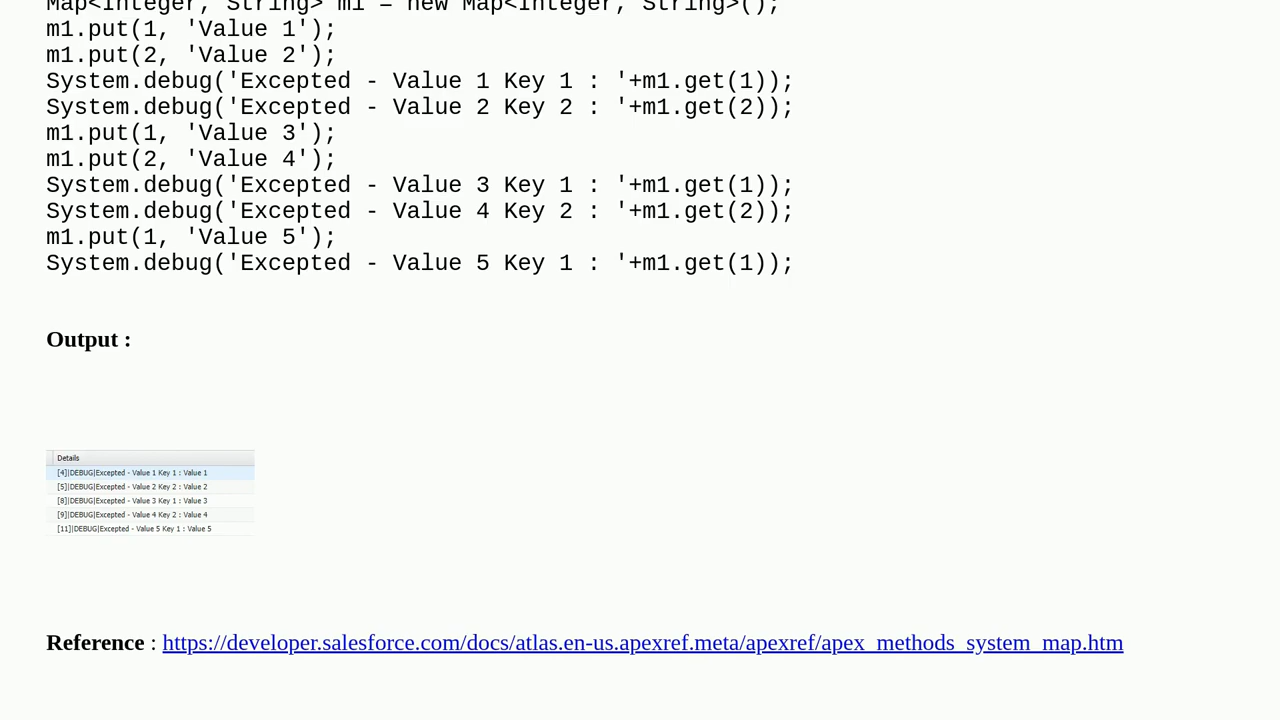 Map<Integer, String> m1 = new Map<Integer, String>();
m1.put(1, 'Value 1');
m1.put(2, 'Value 2');
System.debug('Excepted - Value 1 Key 1 : '+m1.get(1));
System.debug('Excepted - Value 2 Key 2 : '+m1.get(2));
m1.put(1, 'Value 3');
m1.put(2, 'Value 4');
System.debug('Excepted - Value 3 Key 1 : '+m1.get(1));
System.debug('Excepted - Value 4 Key 2 : '+m1.get(2));
m1.put(1, 'Value 5');
System.debug('Excepted - Value 5 Key 1 : '+m1.get(1));
Output :
Details
[4]|DEBUG|Excepted - Value 1 Key 1 : Value 1
[5]|DEBUG|Excepted - Value 2 Key 2 : Value 2
[8]|DEBUG|Excepted - Value 3 Key 1 : Value 3
[9]|DEBUG|Excepted - Value 4 Key 2 : Value 4
[11]|DEBUG|Excepted - Value 5 Key 1 : Value 5
Reference : https://developer.salesforce.com/docs/atlas.en-us.apexref.meta/apexref/apex_methods_system_map.htm